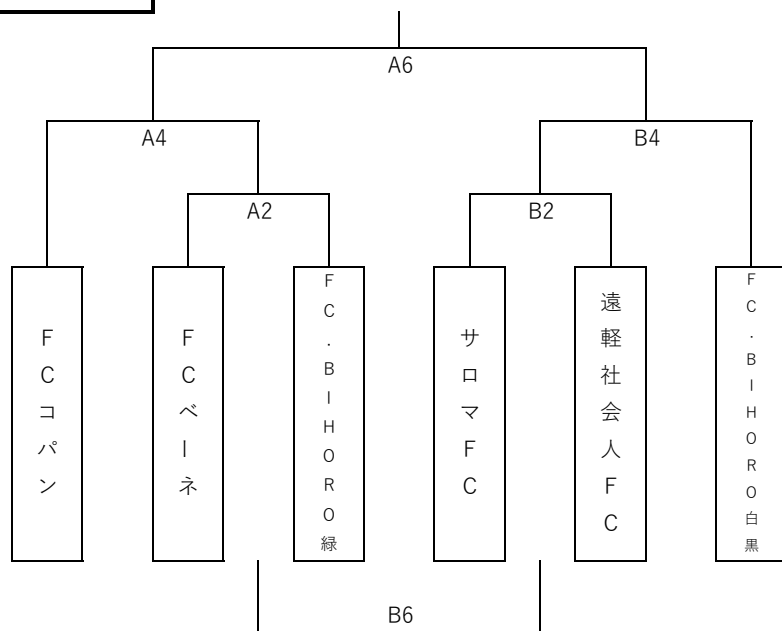 A6
A4
B4
A2
B2
FCコパン
FCベーネ
FC.BIHORO緑
サロマFC
遠軽社会人FC
FC.BIHORO白黒
B6